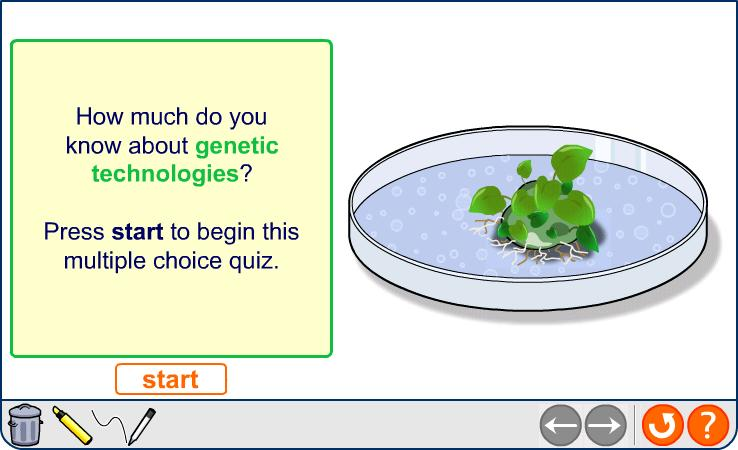 How much do you
know about genetic
technologies?
Press start to begin this
multiple choice quiz.
start
?